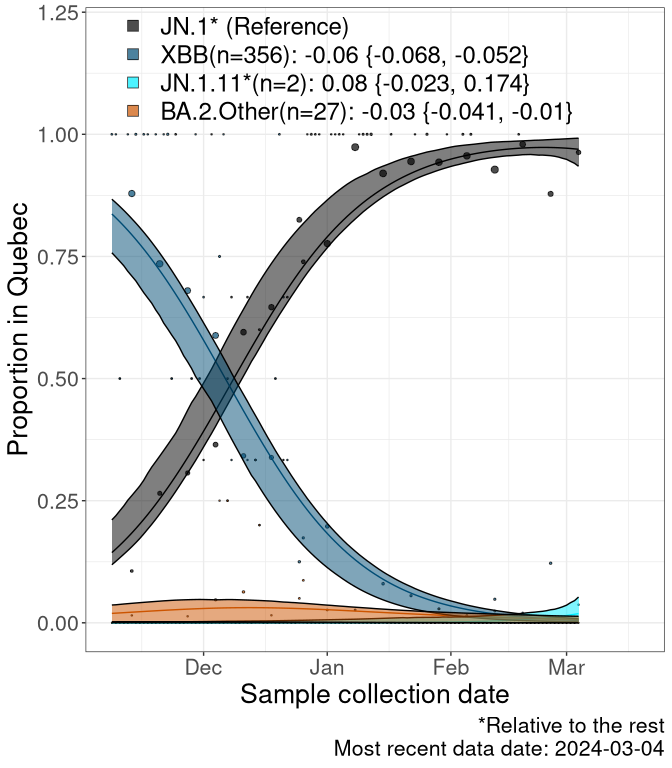 JN.1* (Reference)
XBB(n=356): -0.06 {-0.068, -0.052}
JN.1.11*(n=2): 0.08 {-0.023, 0.174}
BA.2.Other(n=27): -0.03 {-0.041, -0.01}
Proportion in Quebec
1.25
1.00
0.75
0.50
0.25
0.00
Dec Jan Feb Mar
Sample collection date
*Relative to the rest
Most recent data date: 2024-03-04